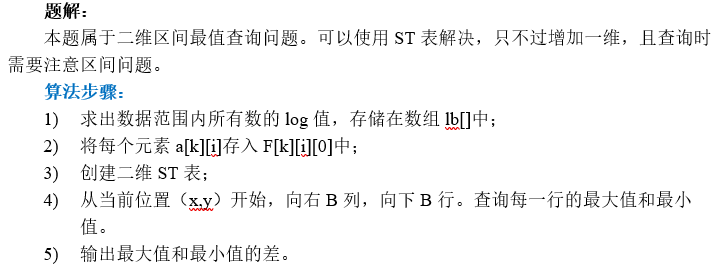 题解：
本题属于二维区间最值查询问题。可以使用 ST 表解决，只不过增加一维，且查询时
需要注意区间问题。
算法步骤：
1) 求出数据范围内所有数的 log 值，存储在数组 lb[]中；
2) 将每个元素 a[k][i]存入 F[k][i][0]中；
3) 创建二维 ST 表；
4) 从当前位置（x,y）开始，向右 B 列，向下 B 行。查询每一行的最大值和最小
值。
5) 输出最大值和最小值的差。